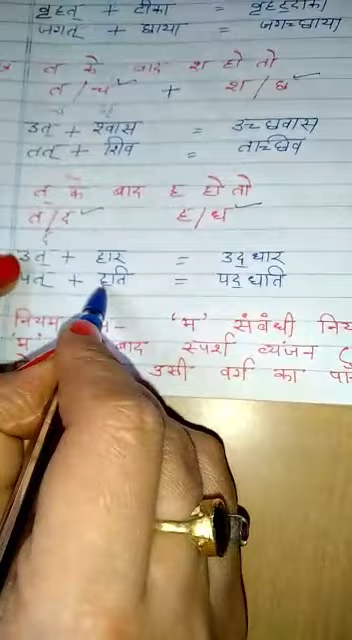 बृहत् + टीका = बृहट्टीका
जगत् + छाया = जगच्छाया
त के बाद श हो तो
त / च + श / छ
उत् + श्वास = उच्छवास
तत् + शिव = तच्छिव
त् के बाद ह हो तो
त / द ह / ध
उत् + हार = उद् धार
पत् + हति = पद् धति
नियम - 'म' संबंधी निय
म् बाद स्पर्श व्यंजन (
उसी वर्ग का